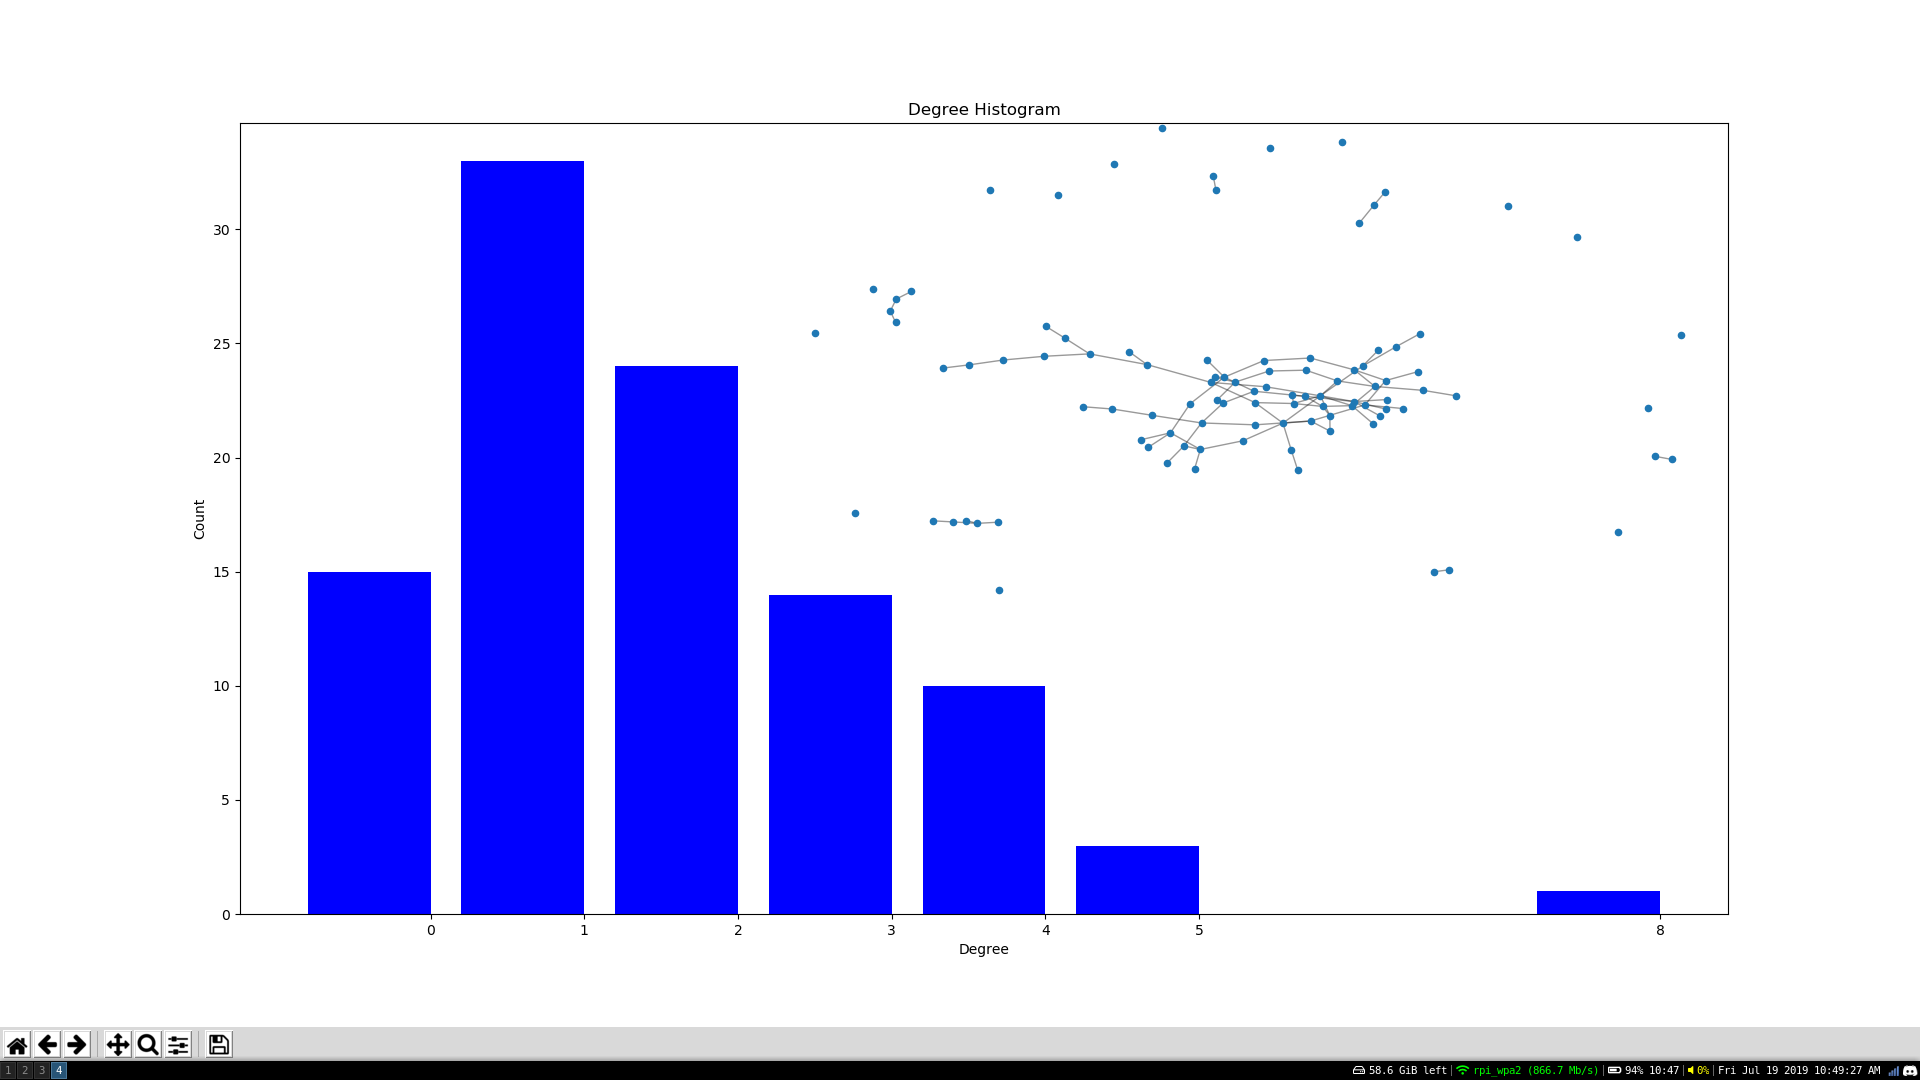 Degree Histogram
30
25
20
15
10
5
0
Count
0 1 2 3 4 5 8
Degree
1 2 3 4
58.6 GiB left rpi_wpa2 (866.7 Mb/s) 94% 10:47 0% Fri Jul 19 2019 10:49:27 AM